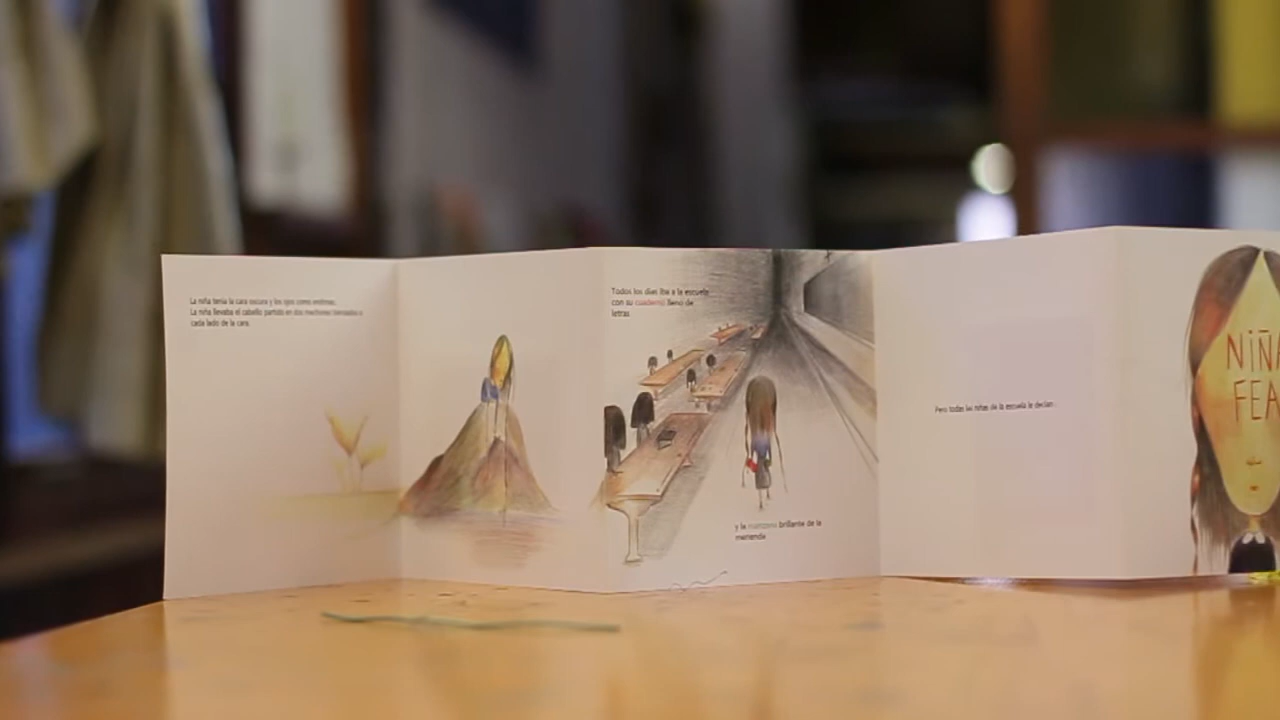 La niña tenía la cara oscura y los ojos como endrinas.
La niña llevaba el cabello partido en dos mechones trenzados a
cada lado de la cara.
Todos los días iba a la escuela
con su cuaderno lleno de
letras
y la manzana brillante de la
merienda
Pero todas las niñas de la escuela le decían:
NIÑA
FEA